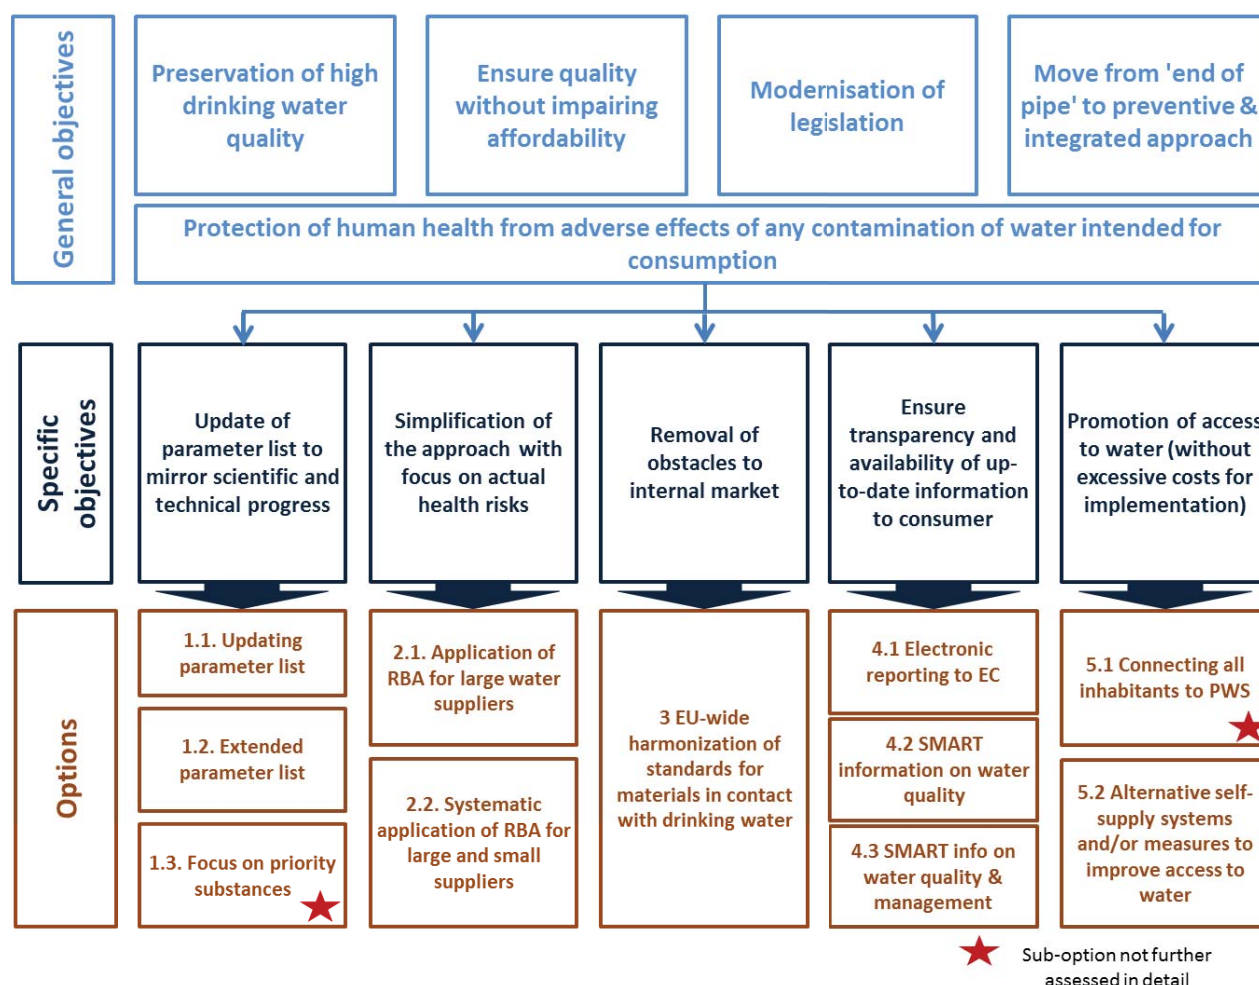 General objectives
Preservation of high
drinking water
quality
Ensure quality
without impairing
affordability
Modernisation of
legislation
Move from 'end of
pipe' to preventive &
integrated approach
Protection of human health from adverse effects of any contamination of water intended for
consumption
Specific
objectives
Update of
parameter list to
mirror scientific and
technical progress
Simplification of
the approach with
focus on actual
health risks
Removal of
obstacles to
internal market
Ensure
transparency and
availability of up-
to-date information
to consumer
Promotion of access
to water (without
excessive costs for
implementation)
Options
1.1. Updating
parameter list
1.2. Extended
parameter list
1.3. Focus on priority
substances
2.1. Application of
RBA for large water
suppliers
2.2. Systematic
application of RBA for
large and small
suppliers
3 EU-wide
harmonization of
standards for
materials in contact
with drinking water
4.1 Electronic
reporting to EC
4.2 SMART
information on water
quality
4.3 SMART info on
water quality &
management
5.1 Connecting all
inhabitants to PWS
5.2 Alternative self-
supply systems
and/or measures to
improve access to
water
Sub-option not further
assessed in detail